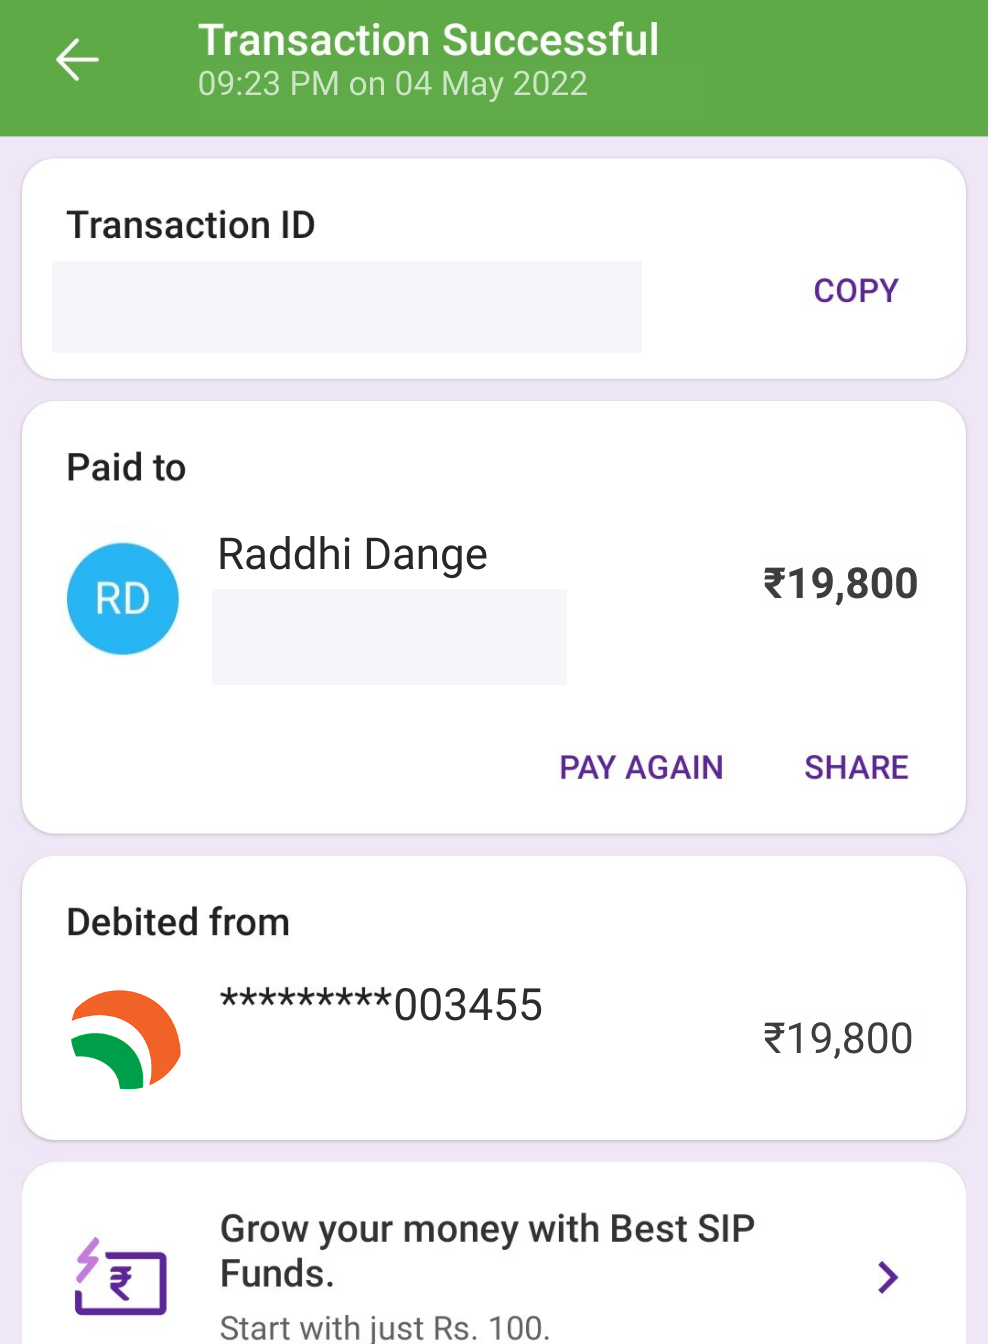 Transaction Successful
09:23 PM on 04 May 2022
Transaction ID
COPY
Paid to
RD
Raddhi Dange
₹19,800
PAY AGAIN
SHARE
Debited from
*********003455
₹19,800
₹
Grow your money with Best SIP
Funds.
Start with just Rs. 100.